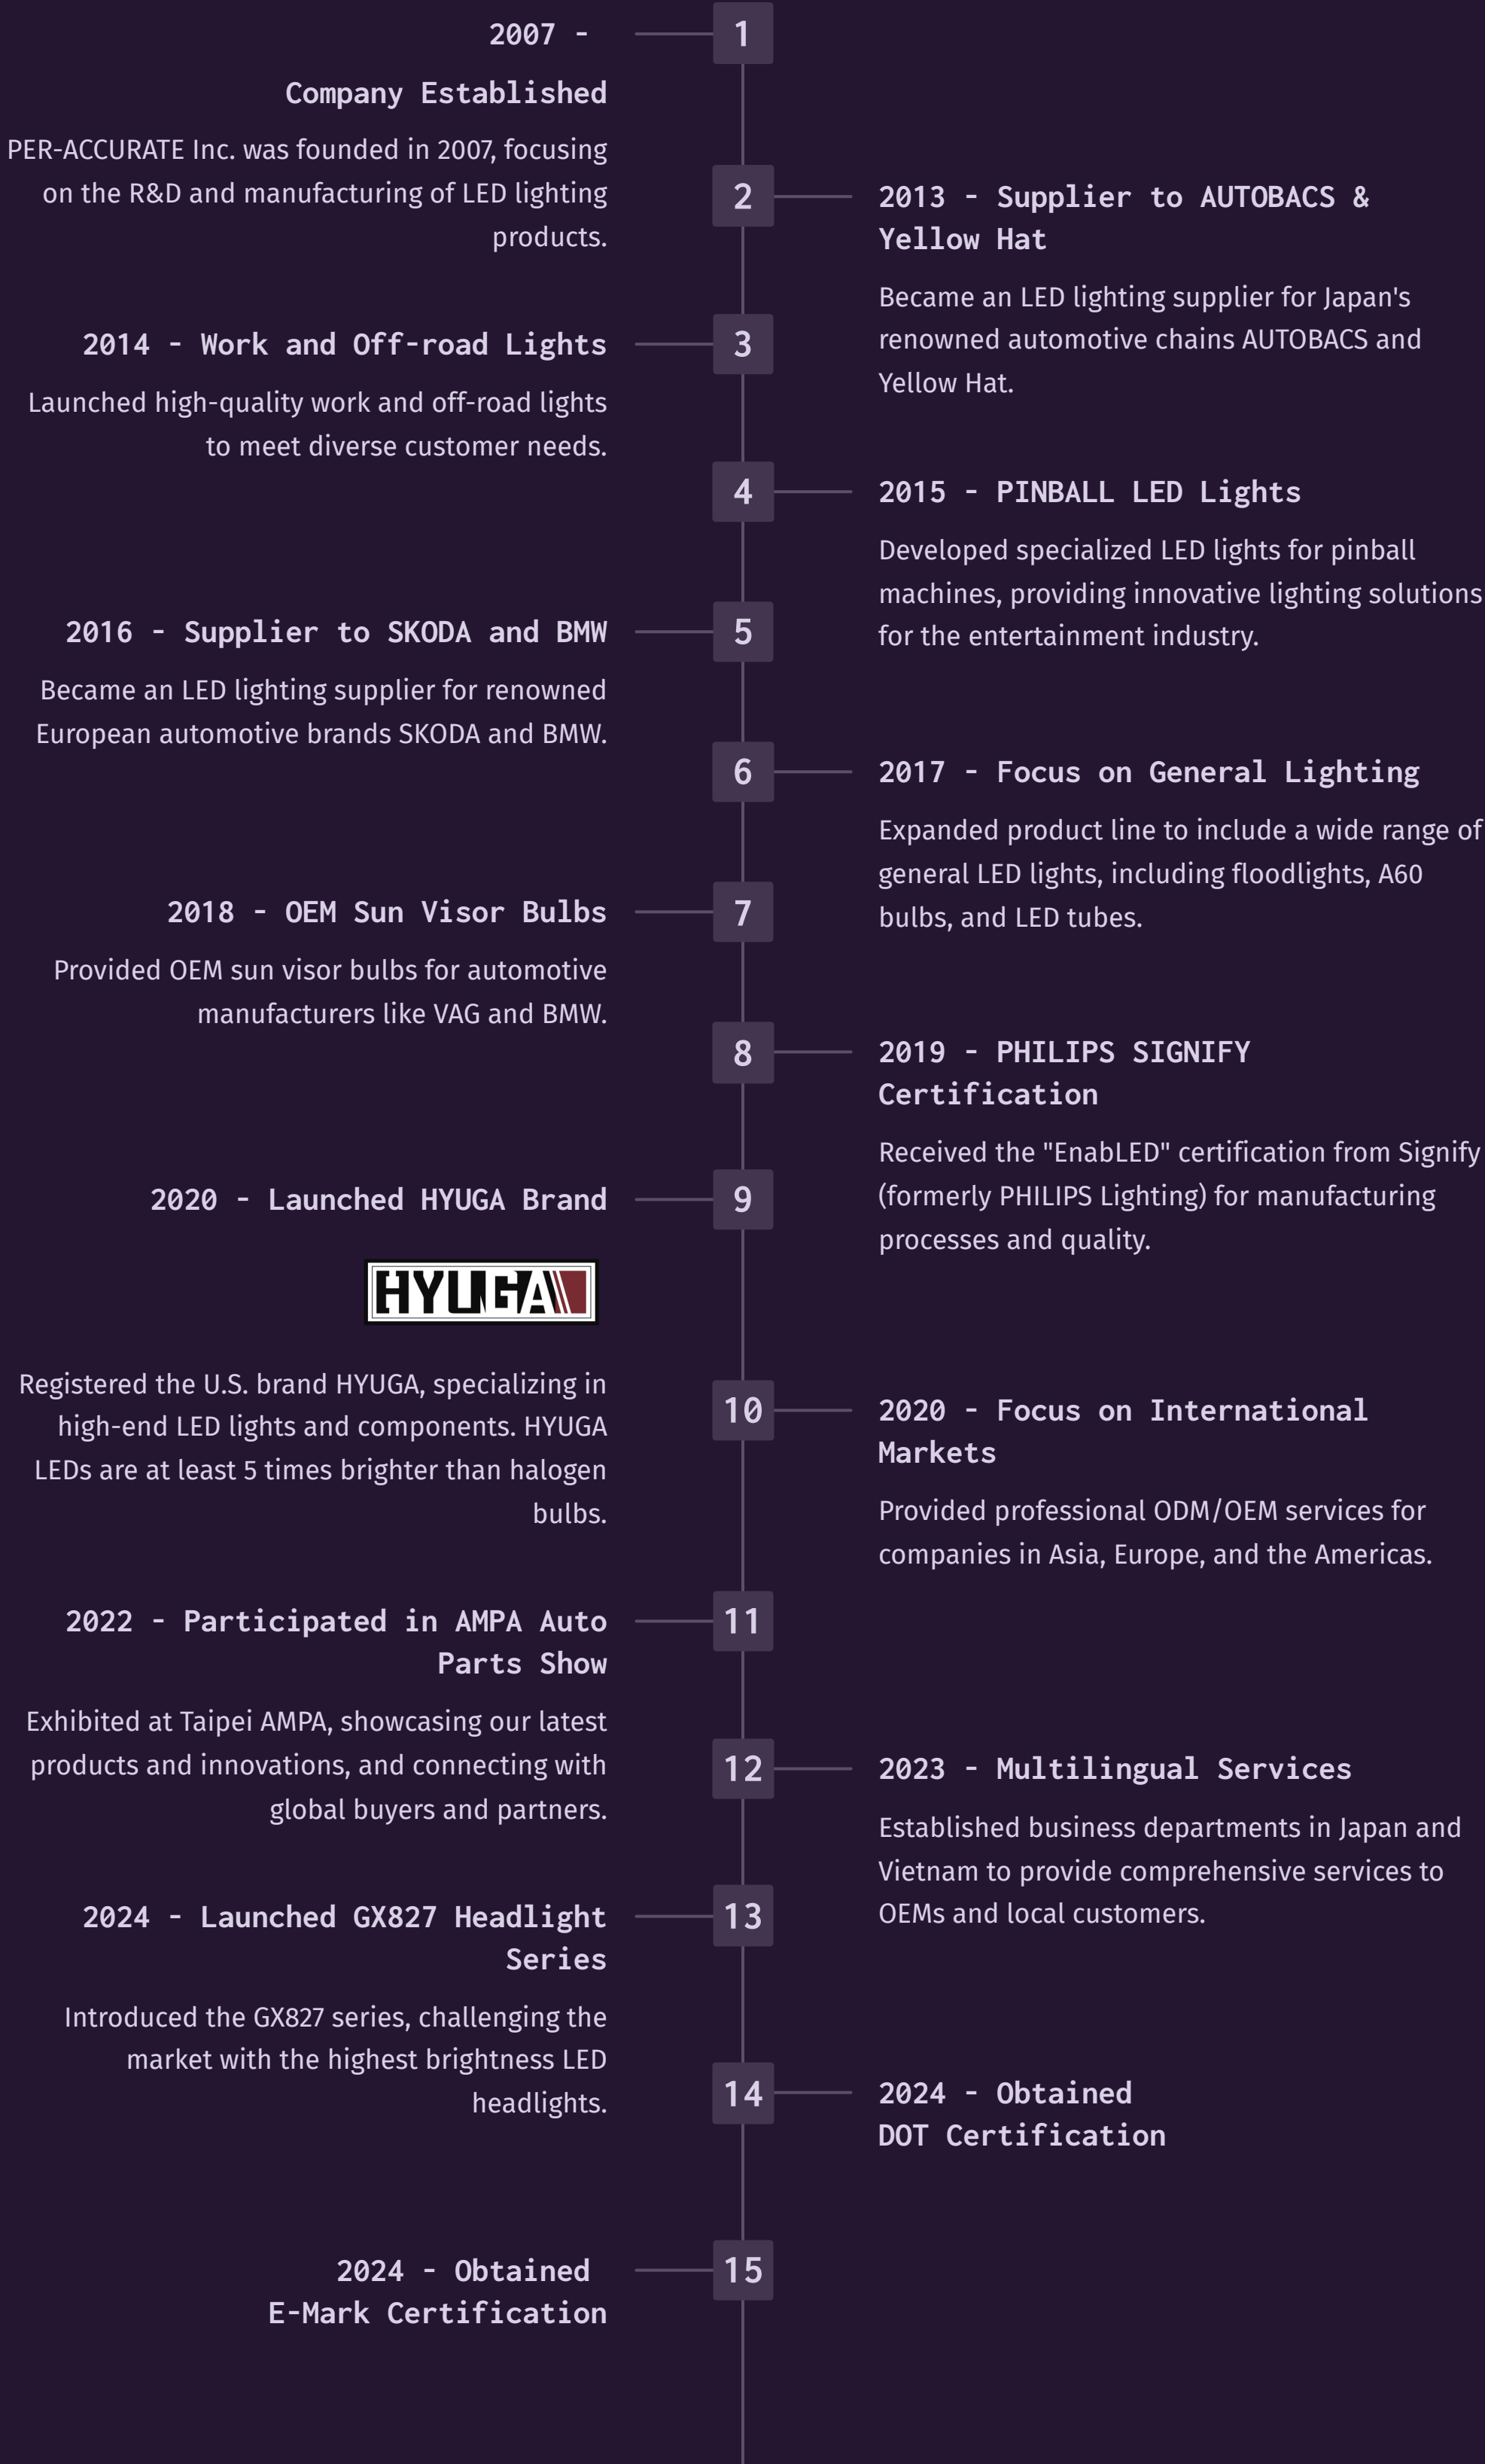 2007 -
1
Company Established
PER-ACCURATE Inc. was founded in 2007, focusing
on the R&D and manufacturing of LED lighting
products.
2
2013 - Supplier to AUTOBACS &
Yellow Hat
Became an LED lighting supplier for Japan's
renowned automotive chains AUTOBACS and
Yellow Hat.
2014 - Work and Off-road Lights
3
Launched high-quality work and off-road lights
to meet diverse customer needs.
4
2015 - PINBALL LED Lights
Developed specialized LED lights for pinball
machines, providing innovative lighting solutions
for the entertainment industry.
2016 - Supplier to SKODA and BMW
5
Became an LED lighting supplier for renowned
European automotive brands SKODA and BMW.
6
2017 - Focus on General Lighting
Expanded product line to include a wide range of
general LED lights, including floodlights, A60
bulbs, and LED tubes.
2018 - OEM Sun Visor Bulbs
7
Provided OEM sun visor bulbs for automotive
manufacturers like VAG and BMW.
8
2019 - PHILIPS SIGNIFY
Certification
Received the "EnabLED" certification from Signify
(formerly PHILIPS Lighting) for manufacturing
processes and quality.
2020 - Launched HYUGA Brand
9
HYUGA
Registered the U.S. brand HYUGA, specializing in
high-end LED lights and components. HYUGA
LEDs are at least 5 times brighter than halogen
bulbs.
10
2020 - Focus on International
Markets
Provided professional ODM/OEM services for
companies in Asia, Europe, and the Americas.
2022 - Participated in AMPA Auto
Parts Show
11
Exhibited at Taipei AMPA, showcasing our latest
products and innovations, and connecting with
global buyers and partners.
12
2023 - Multilingual Services
Established business departments in Japan and
Vietnam to provide comprehensive services to
OEMs and local customers.
2024 - Launched GX827 Headlight
Series
13
Introduced the GX827 series, challenging the
market with the highest brightness LED
headlights.
14
2024 - Obtained
DOT Certification
2024 - Obtained
E-Mark Certification
15